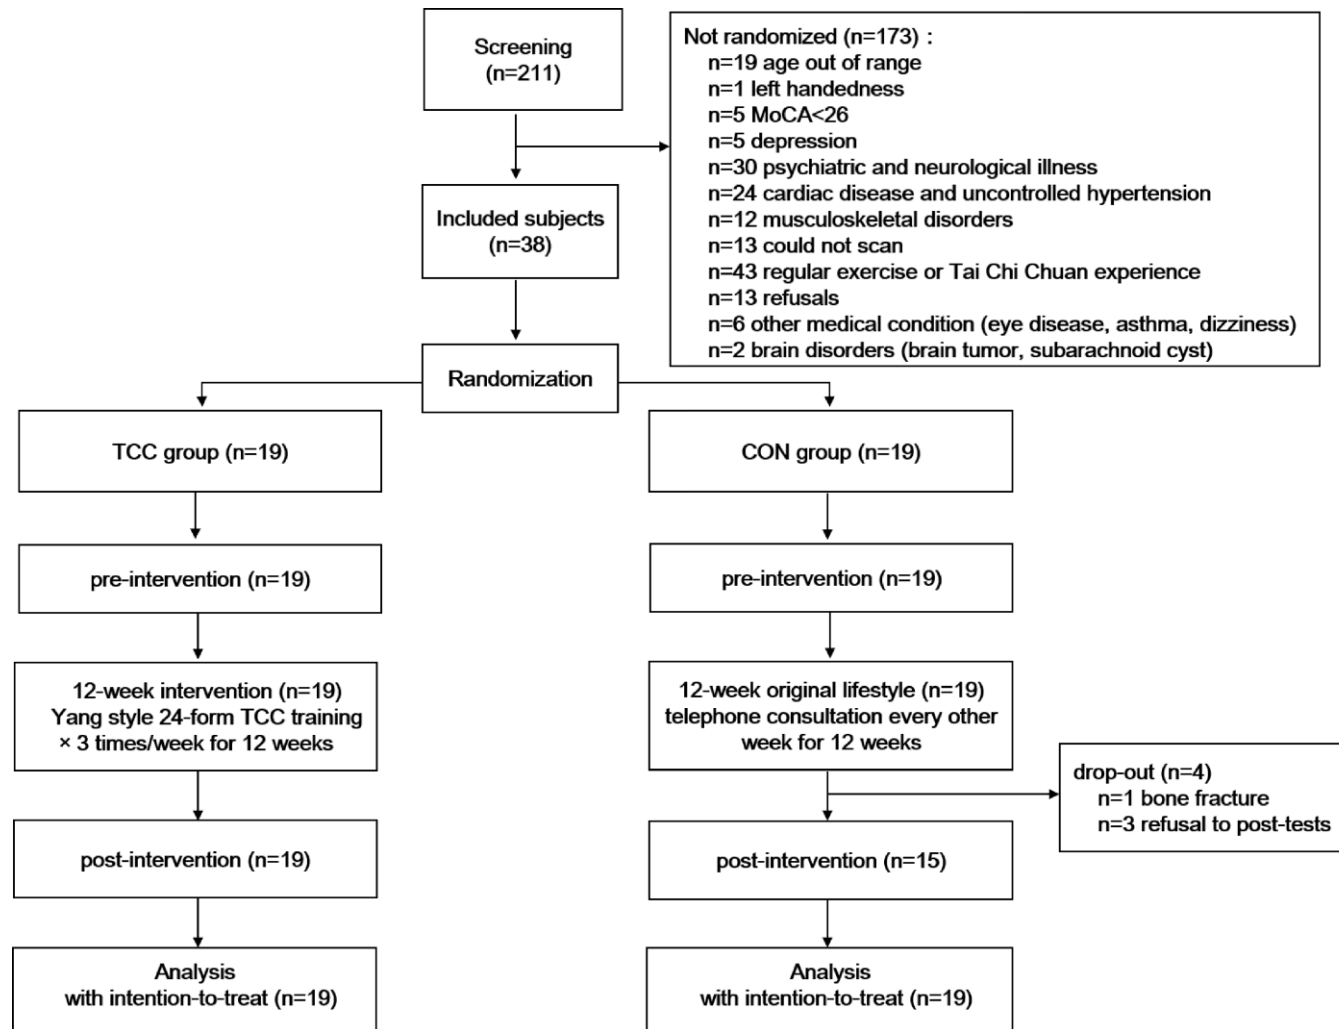 Screening
(n=211)
Not randomized (n=173) :
n=19 age out of range
n=1 left handedness
n=5 MoCA<26
n=5 depression
n=30 psychiatric and neurological illness
n=24 cardiac disease and uncontrolled hypertension
n=12 musculoskeletal disorders
n=13 could not scan
n=43 regular exercise or Tai Chi Chuan experience
n=13 refusals
n=6 other medical condition (eye disease, asthma, dizziness)
n=2 brain disorders (brain tumor, subarachnoid cyst)
Included subjects
(n=38)
Randomization
TCC group (n=19)
CON group (n=19)
pre-intervention (n=19)
pre-intervention (n=19)
12-week intervention (n=19)
Yang style 24-form TCC training
× 3 times/week for 12 weeks
12-week original lifestyle (n=19)
telephone consultation every other
week for 12 weeks
drop-out (n=4)
n=1 bone fracture
n=3 refusal to post-tests
post-intervention (n=19)
post-intervention (n=15)
Analysis
with intention-to-treat (n=19)
Analysis
with intention-to-treat (n=19)